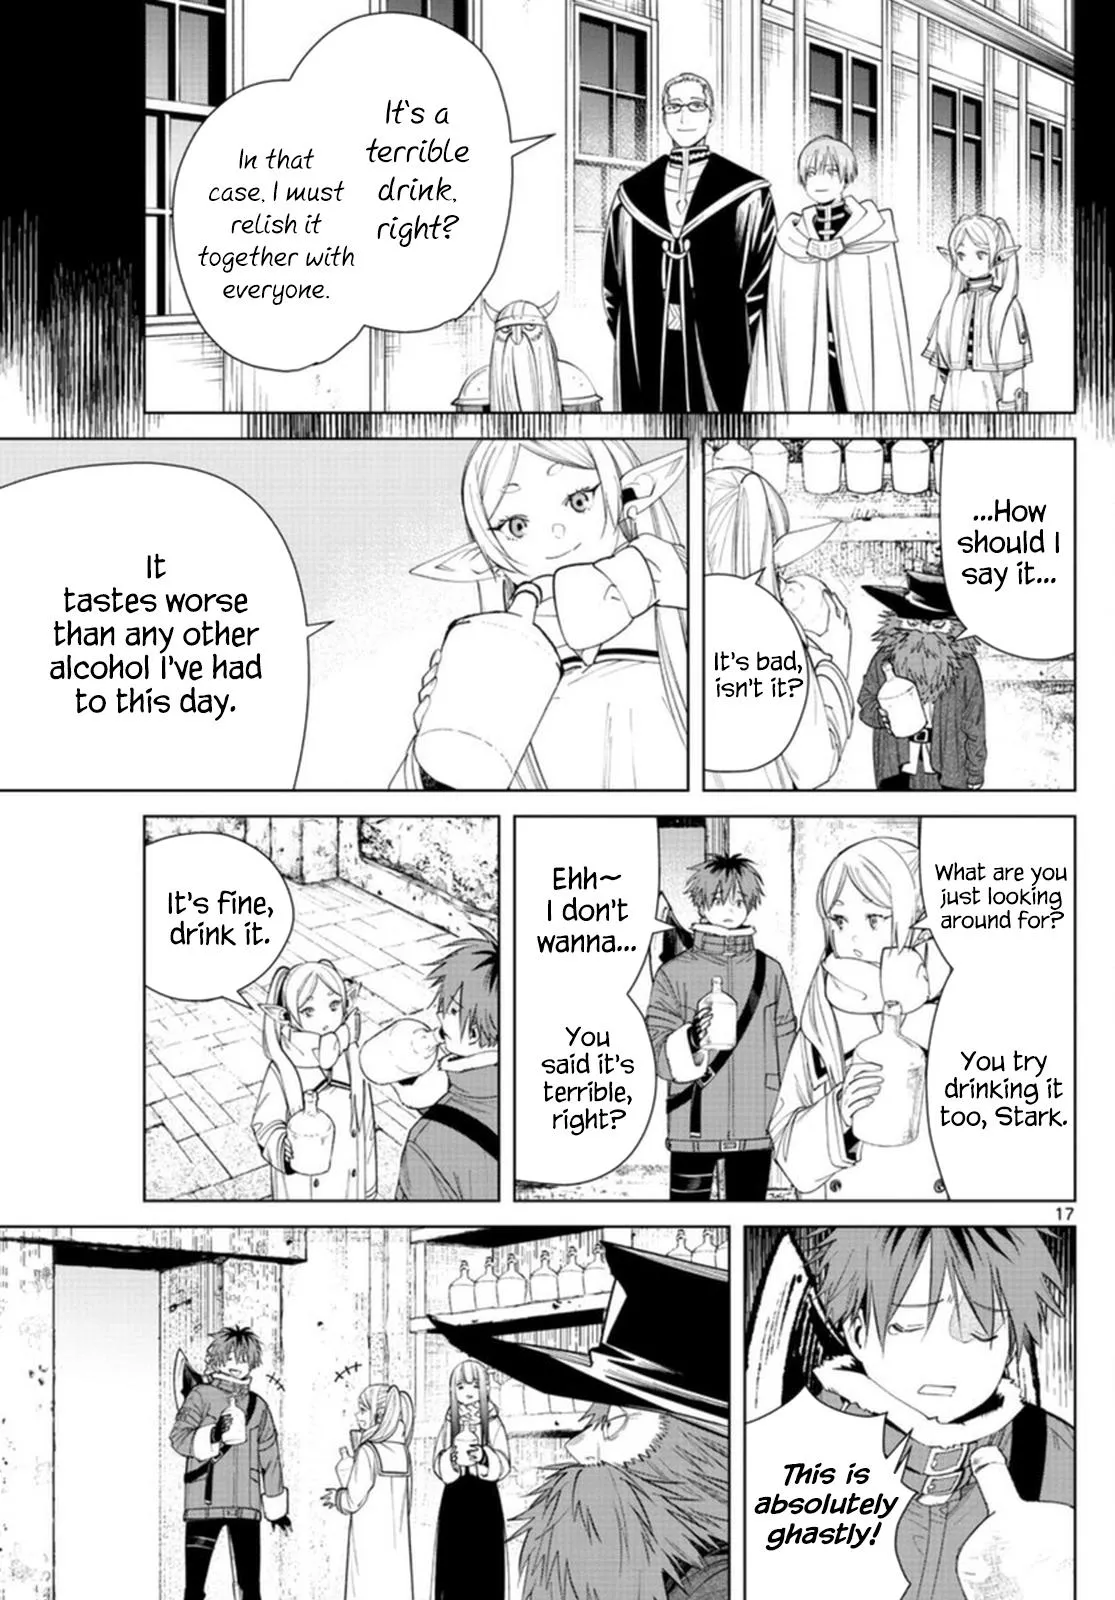 It's a
terrible
drink,
right?
In that
case, I must
relish it
together with
everyone.
...How
should I
say it...
It's bad,
isn't it?
It
tastes worse
than any other
alcohol I've had
to this day.
What are you
just looking
around for?
You try
drinking it
too, Stark.
Ehh~
I don't
wanna...
You
said it's
terrible,
right?
It's fine,
drink it.
17
This is
absolutely
ghastly!